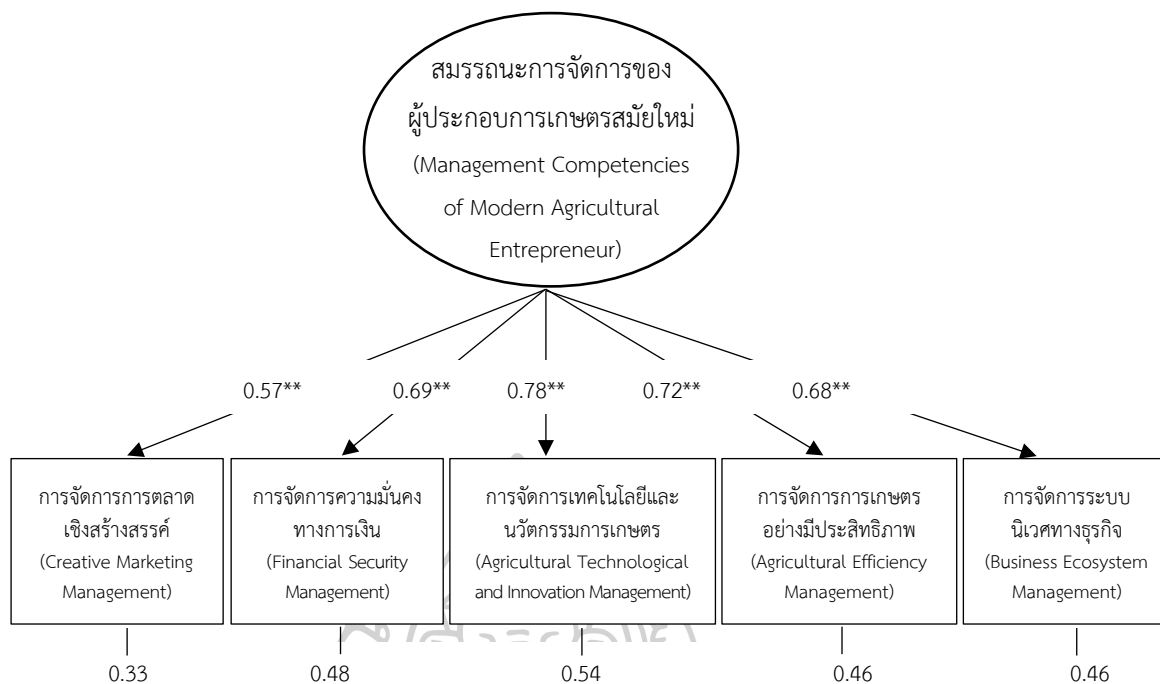 สมรรถนะการจัดการของ
ผู้ประกอบการเกษตรสมัยใหม่
(Management Competencies
of Modern Agricultural
Entrepreneur)
0.57** 0.69** 0.78** 0.72** 0.68**
การจัดการการตลาด
เชิงสร้างสรรค์
(Creative Marketing
Management)
การจัดการความมั่นคง
ทางการเงิน
(Financial Security
Management)
การจัดการเทคโนโลยีและ
นวัตกรรมการเกษตร
(Agricultural Technological
and Innovation Management)
การจัดการการเกษตร
อย่างมีประสิทธิภาพ
(Agricultural Efficiency
Management)
การจัดการระบบ
นิเวศทางธุรกิจ
(Business Ecosystem
Management)
0.33 0.48 0.54 0.46 0.46